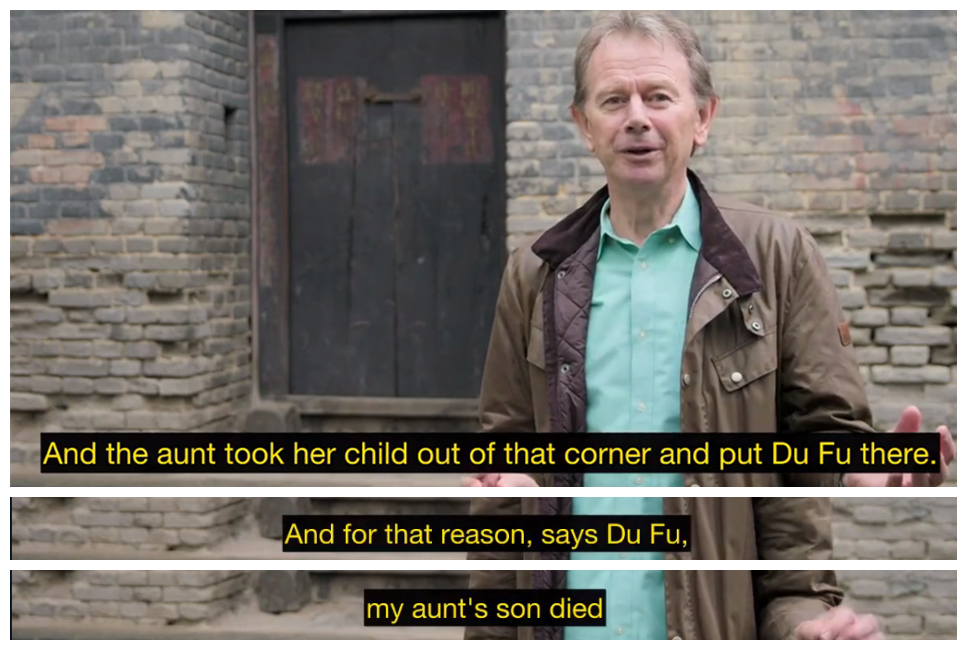 And the aunt took her child out of that corner and put Du Fu there.
And for that reason, says Du Fu,
my aunt's son died